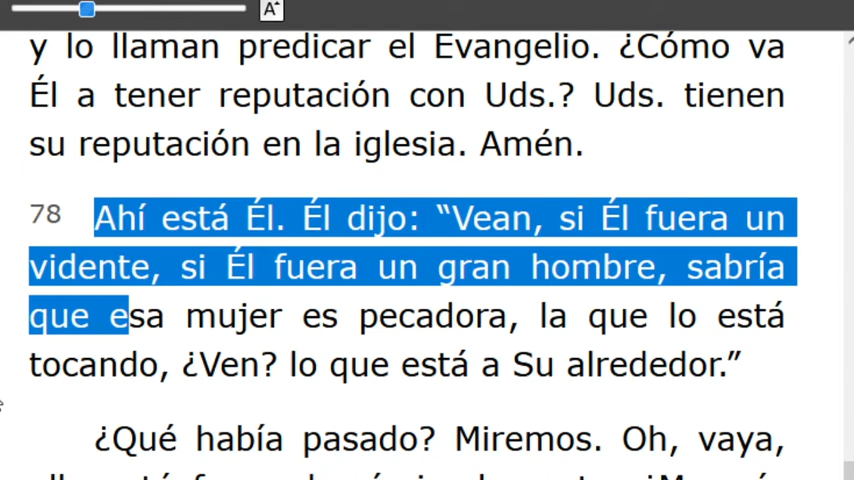 A
y lo llaman predicar el Evangelio. ¿Cómo va
Él a tener reputación con Uds.? Uds. tienen
su reputación en la iglesia. Amén.
78 Ahí está Él. Él dijo: “Vean, si Él fuera un
vidente, si Él fuera un gran hombre, sabría
que esa mujer es pecadora, la que lo está
tocando, ¿Ven? lo que está a Su alrededor.”
¿Qué había pasado? Miremos. Oh, vaya,